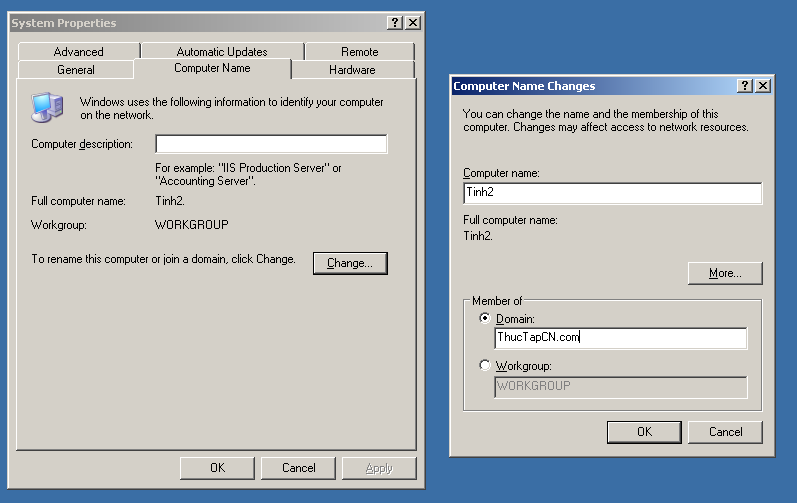 System Properties
Advanced
Automatic Updates
Remote
General
Computer Name
Hardware
Windows uses the following information to identify your computer
on the network.
Computer description:
For example: "IIS Production Server" or
"Accounting Server".
Full computer name:
Tinh2.
Workgroup:
WORKGROUP
To rename this computer or join a domain, click Change.
Change...
OK
Cancel
Apply
Computer Name Changes
You can change the name and the membership of this
computer. Changes may affect access to network resources.
Computer name:
Tinh2
Full computer name:
Tinh2.
More...
Member of
Domain:
ThucTapCN.com
Workgroup:
WORKGROUP
OK
Cancel